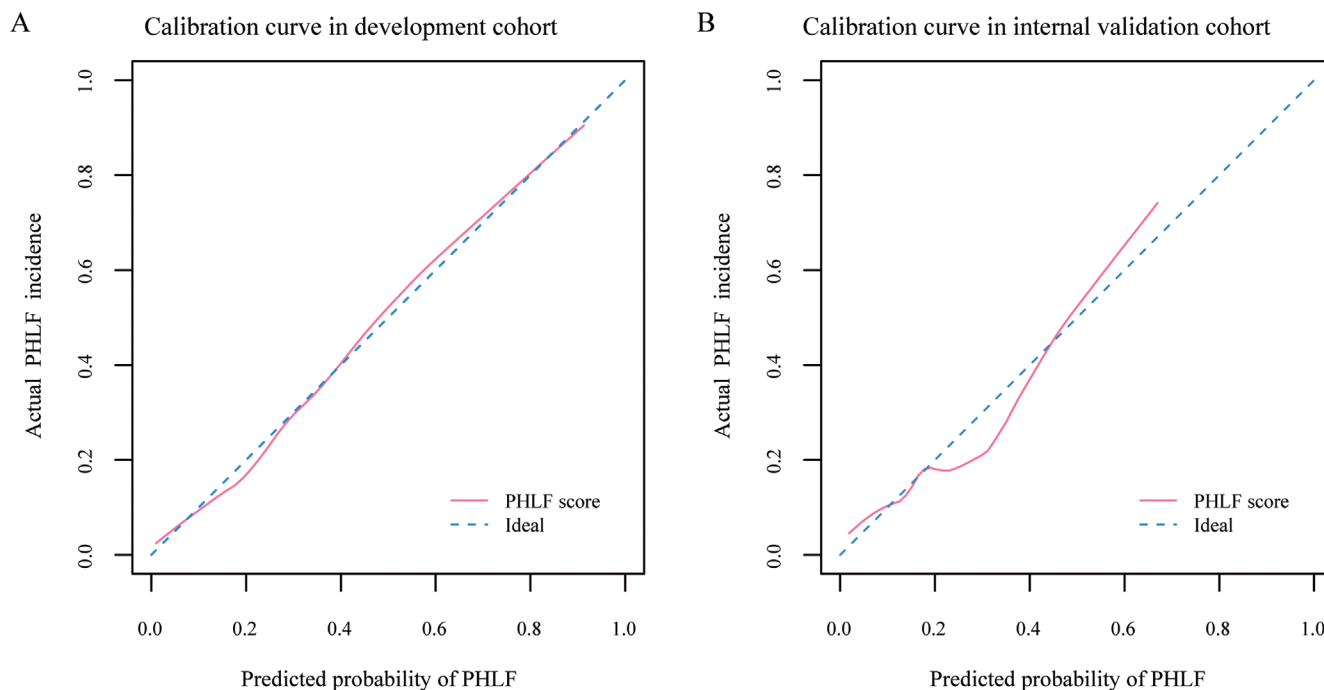 A
Calibration curve in development cohort
Actual PHLF incidence
1.0
0.8
0.6
0.4
0.2
0.0
PHLF score
Ideal
0.0 0.2 0.4 0.6 0.8 1.0
Predicted probability of PHLF
B
Calibration curve in internal validation cohort
Actual PHLF incidence
1.0
0.8
0.6
0.4
0.2
0.0
PHLF score
Ideal
0.0 0.2 0.4 0.6 0.8 1.0
Predicted probability of PHLF